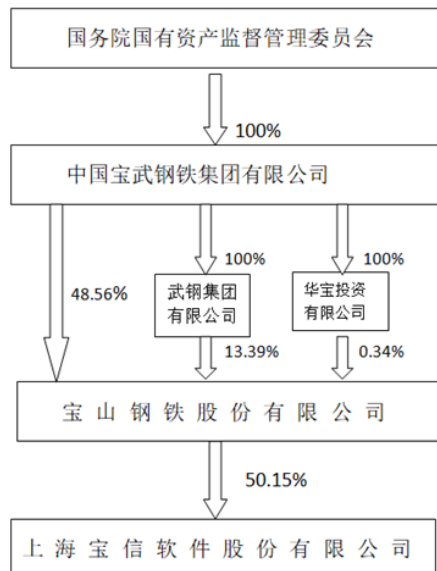 国务院国有资产监督管理委员会
100%
中国宝武钢铁集团有限公司
48.56%
100%
100%
武钢集团
有限公司
华宝投资
有限公司
13.39%
0.34%
宝山钢铁股份有限公司
50.15%
上海宝信软件股份有限公司